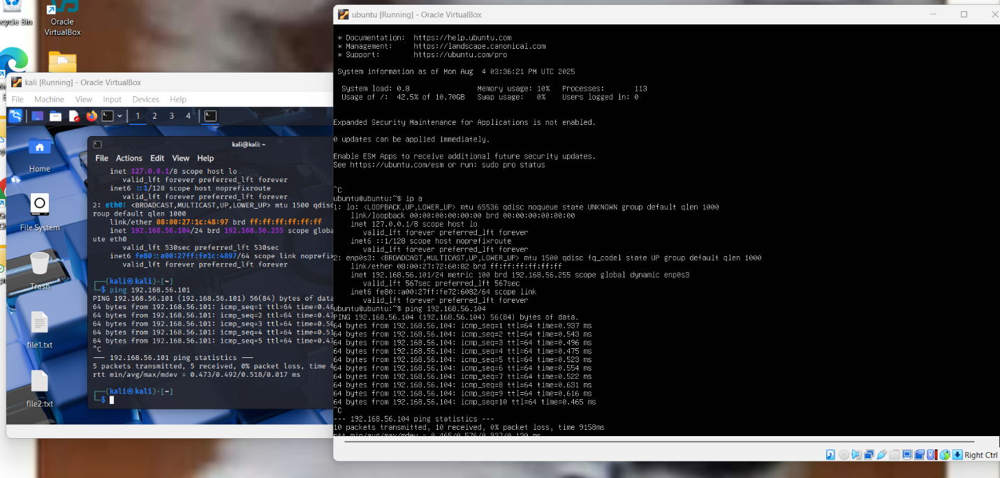 Oracle
VirtualBox
kali [Running] - Oracle VirtualBox
File Machine View Input Devices Help
1 2 3 4
Home
File System
Trash
file1.txt
file2.txt
kali@kali: ~
File Actions Edit View Help
inet 127.0.0.1/8 scope host lo
valid_lft forever preferred_lft forever
inet6 ::1/128 scope host noprefixroute
valid_lft forever preferred_lft forever
2: eth0: <BROADCAST,MULTICAST,UP,LOWER_UP> mtu 1500 qdisc
roup default qlen 1000
link/ether 08:00:27:1c:48:97 brd ff:ff:ff:ff:ff:ff
inet 192.168.56.104/24 brd 192.168.56.255 scope globa
ute eth0
valid_lft 530sec preferred_lft 530sec
inet6 fe80::a00:27ff:fe1c:4897/64 scope link noprefix
valid_lft forever preferred_lft forever
┌──(kali㉿kali)-[~]
└─$ ping 192.168.56.101
PING 192.168.56.101 (192.168.56.101) 56(84) bytes of data
64 bytes from 192.168.56.101: icmp_seq=1 ttl=64 time=0.48
64 bytes from 192.168.56.101: icmp_seq=2 ttl=64 time=0.47
64 bytes from 192.168.56.101: icmp_seq=3 ttl=64 time=0.50
64 bytes from 192.168.56.101: icmp_seq=4 ttl=64 time=0.51
64 bytes from 192.168.56.101: icmp_seq=5 ttl=64 time=0.47
^C
--- 192.168.56.101 ping statistics ---
5 packets transmitted, 5 received, 0% packet loss, time 4
rtt min/avg/max/mdev = 0.473/0.492/0.518/0.017 ms
┌──(kali㉿kali)-[~]
└─$
ubuntu [Running] - Oracle VirtualBox
* Documentation: https://help.ubuntu.com
* Management: https://landscape.canonical.com
* Support: https://ubuntu.com/pro
System information as of Mon Aug 4 03:36:21 PM UTC 2025
System load: 0.8 Memory usage: 10% Processes: 113
Usage of /: 42.5% of 10.70GB Swap usage: 0% Users logged in: 0
Expanded Security Maintenance for Applications is not enabled.
0 updates can be applied immediately.
Enable ESM Apps to receive additional future security updates.
See https://ubuntu.com/esm or run: sudo pro status
^C
ubuntu@ubuntu:~$ ip a
1: lo: <LOOPBACK,UP,LOWER_UP> mtu 65536 qdisc noqueue state UNKNOWN group default qlen 1000
link/loopback 00:00:00:00:00:00 brd 00:00:00:00:00:00
inet 127.0.0.1/8 scope host lo
valid_lft forever preferred_lft forever
inet6 ::1/128 scope host noprefixroute
valid_lft forever preferred_lft forever
2: enp0s3: <BROADCAST,MULTICAST,UP,LOWER_UP> mtu 1500 qdisc fq_codel state UP group default qlen 1000
link/ether 08:00:27:72:60:82 brd ff:ff:ff:ff:ff:ff
inet 192.168.56.101/24 metric 100 brd 192.168.56.255 scope global dynamic enp0s3
valid_lft 567sec preferred_lft 567sec
inet6 fe80::a00:27ff:fe72:6082/64 scope link
valid_lft forever preferred_lft forever
ubuntu@ubuntu:~$ ping 192.168.56.104
PING 192.168.56.104 (192.168.56.104) 56(84) bytes of data.
64 bytes from 192.168.56.104: icmp_seq=1 ttl=64 time=0.937 ms
64 bytes from 192.168.56.104: icmp_seq=2 ttl=64 time=0.543 ms
64 bytes from 192.168.56.104: icmp_seq=3 ttl=64 time=0.496 ms
64 bytes from 192.168.56.104: icmp_seq=4 ttl=64 time=0.475 ms
64 bytes from 192.168.56.104: icmp_seq=5 ttl=64 time=0.523 ms
64 bytes from 192.168.56.104: icmp_seq=6 ttl=64 time=0.554 ms
64 bytes from 192.168.56.104: icmp_seq=7 ttl=64 time=0.522 ms
64 bytes from 192.168.56.104: icmp_seq=8 ttl=64 time=0.631 ms
64 bytes from 192.168.56.104: icmp_seq=9 ttl=64 time=0.616 ms
64 bytes from 192.168.56.104: icmp_seq=10 ttl=64 time=0.465 ms
^C
--- 192.168.56.104 ping statistics ---
10 packets transmitted, 10 received, 0% packet loss, time 9158ms
rtt min/avg/max/mdev = 0.465/0.576/0.937/0.130 ms
Right Ctrl